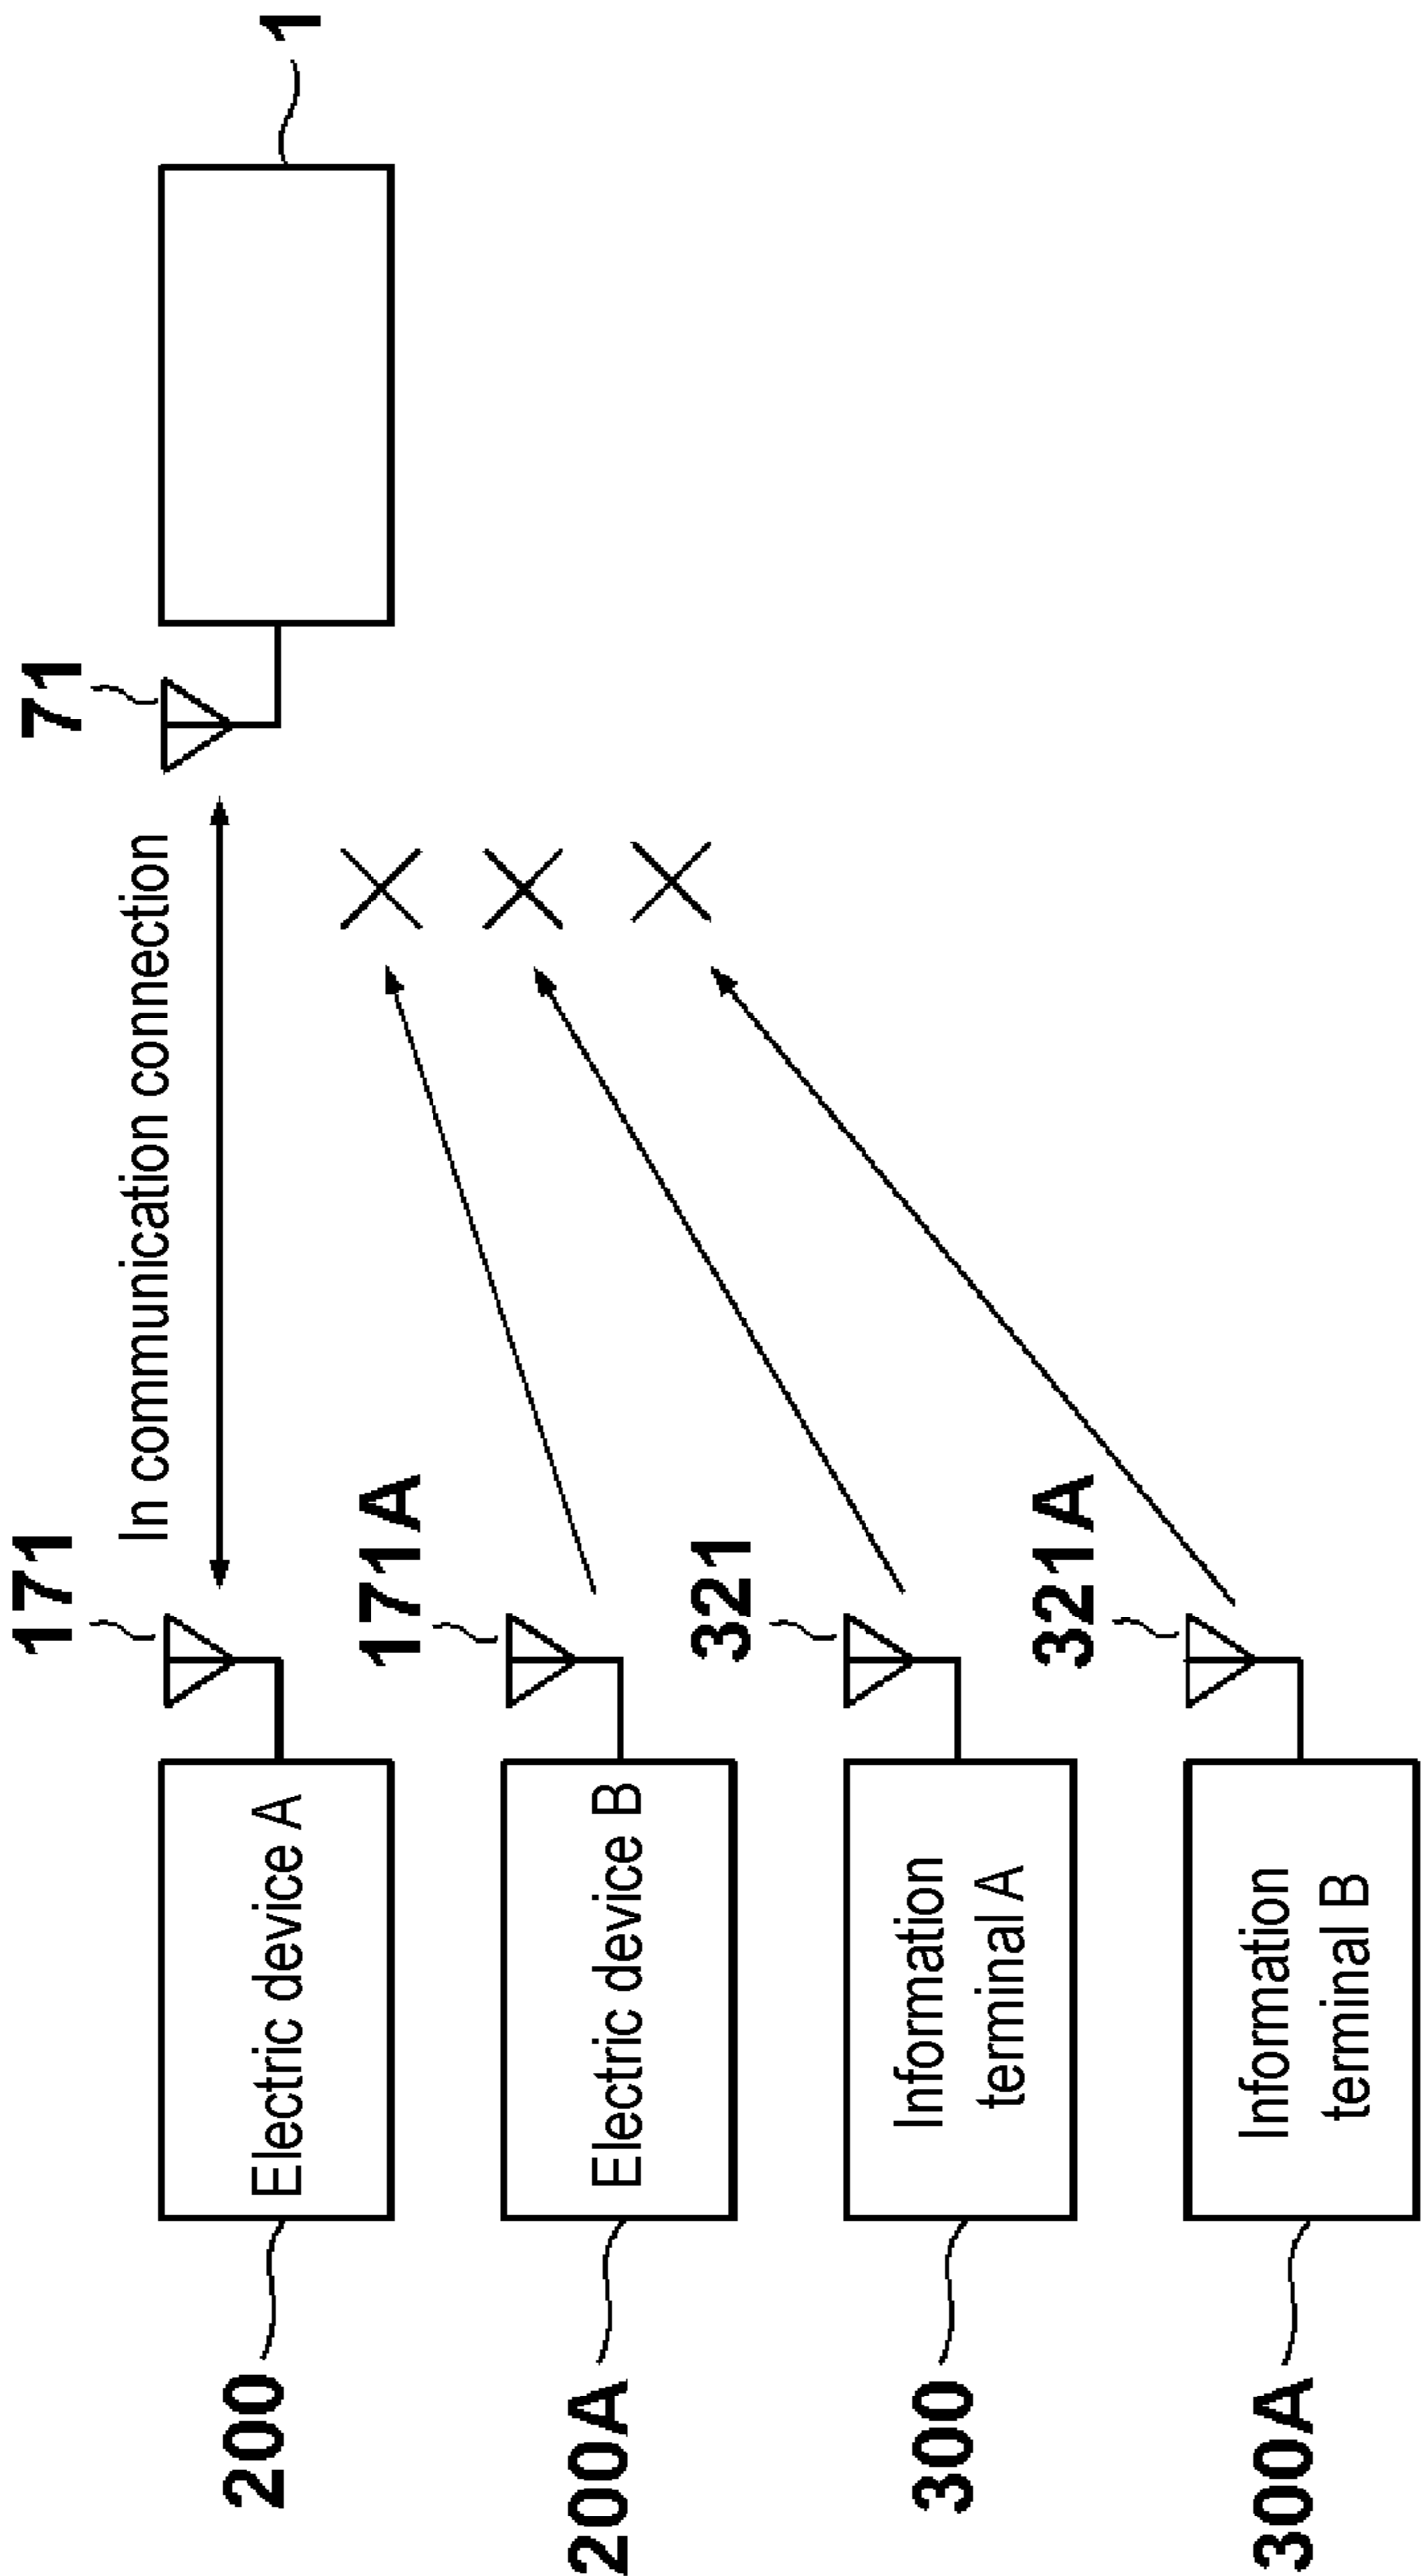 1
71
In communication connection
171
Electric device A
200
171A
Electric device B
200A
321
Information
terminal A
300
321A
Information
terminal B
300A